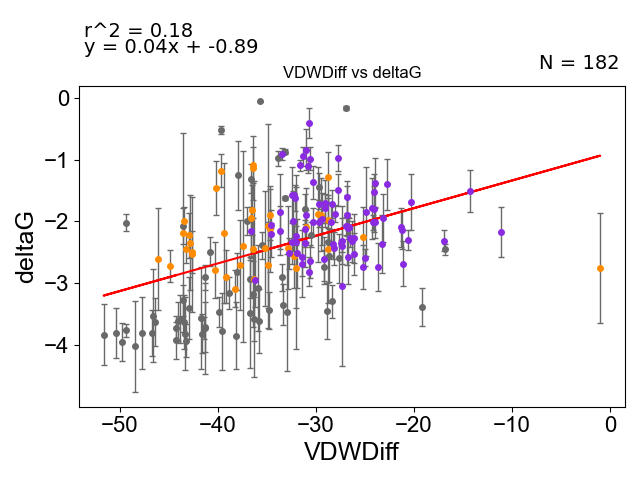 r^2 = 0.18
y = 0.04x + -0.89
N = 182
VDWDiff vs deltaG
deltaG
0
−1
−2
−3
−4
−50
−40
−30
−20
−10
0
VDWDiff